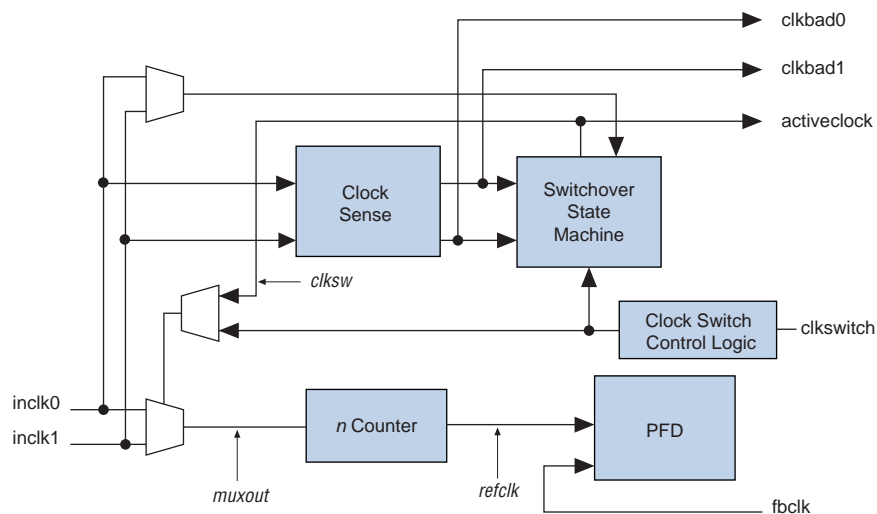 clkbad0
clkbad1
activeclock
Clock
Sense
Switchover
State
Machine
clksw
Clock Switch
Control Logic
clkswitch
inclk0
inclk1
n Counter
PFD
muxout
refclk
fbclk